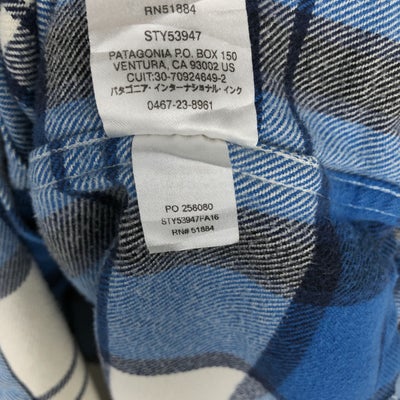 RN51884
STY53947
PATAGONIA P.O. BOX 150
VENTURA, CA 93002 US
CUIT:30-70924649-2
パタゴニア・インターナショナル・インク
0467-23-8961
PO 258080
STY53947FA16
RN# 51884